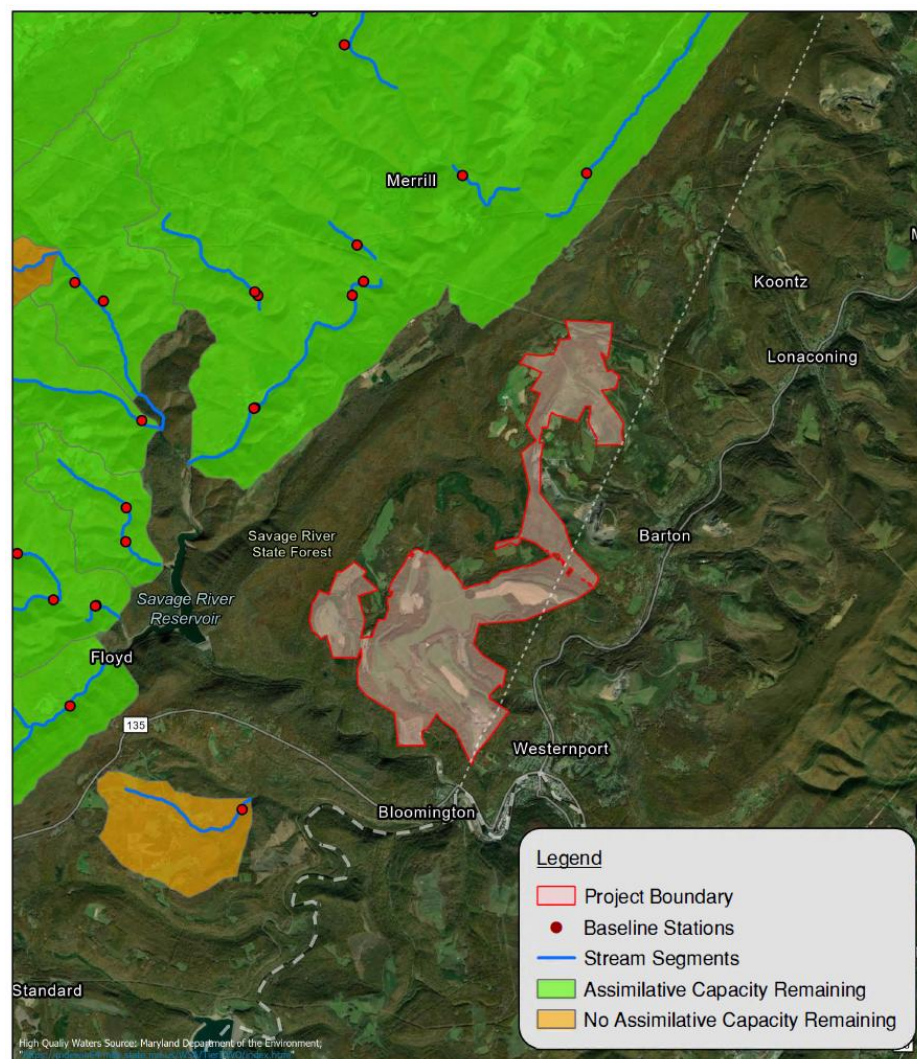 Merrill
Koontz
Lonaconing
Barton
Savage River
State Forest
Savage River
Reservoir
Floyd
135
Westernport
Bloomington
Standard
Legend
Project Boundary
Baseline Stations
Stream Segments
Assimilative Capacity Remaining
No Assimilative Capacity Remaining
High Qualiy Waters Source: Maryland Department of the Environment;